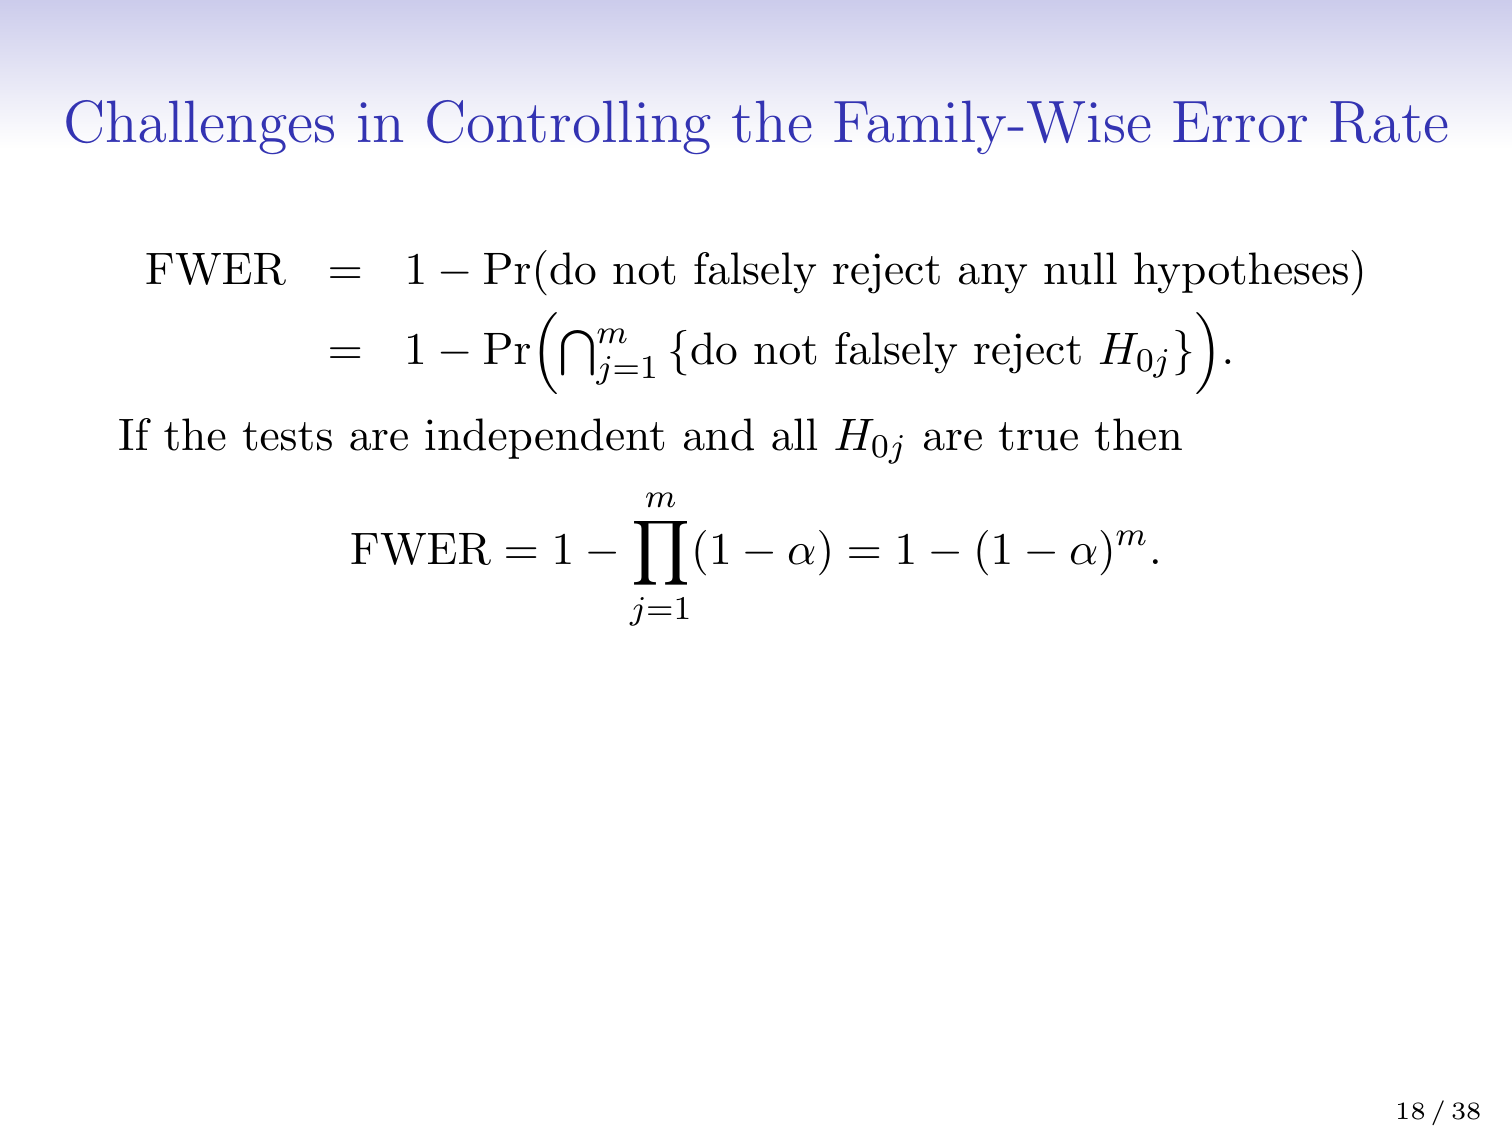 Challenges in Controlling the Family-Wise Error Rate
FWER = 1 − Pr(do not falsely reject any null hypotheses)
= 1 − Pr(⋂_{j=1}^{m} {do not falsely reject H_{0j}}).
If the tests are independent and all H_{0j} are true then
FWER = 1 − ∏_{j=1}^{m} (1 − α) = 1 − (1 − α)^m.
18 / 38